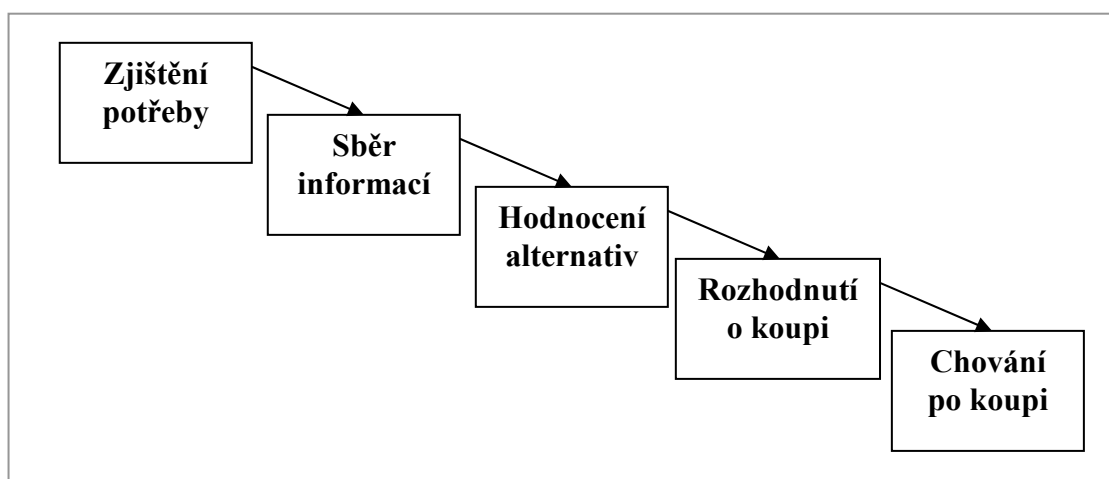 Zjištění
potřeby
Sběr
informací
Hodnocení
alternativ
Rozhodnutí
o koupi
Chování
po koupi